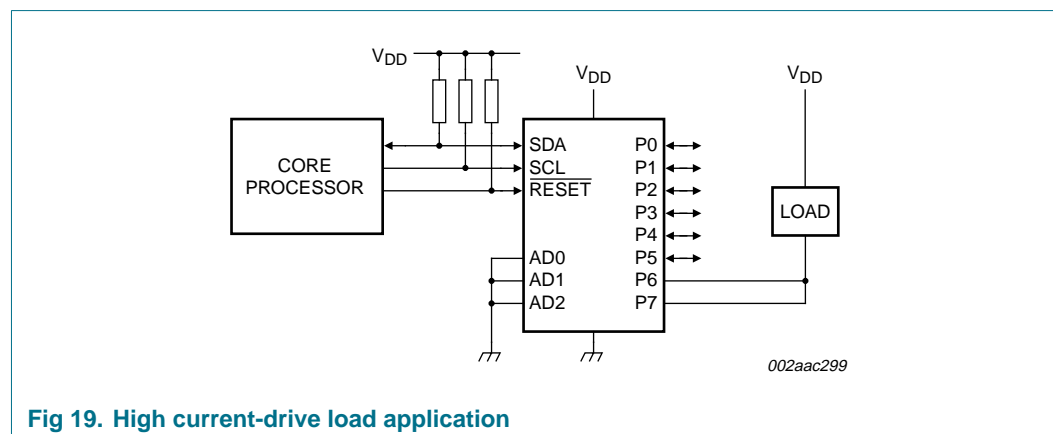 VDD
VDD
VDD
CORE
PROCESSOR
SDA
SCL
RESET
AD0
AD1
AD2
P0
P1
P2
P3
P4
P5
P6
P7
LOAD
002aac299
Fig 19. High current-drive load application